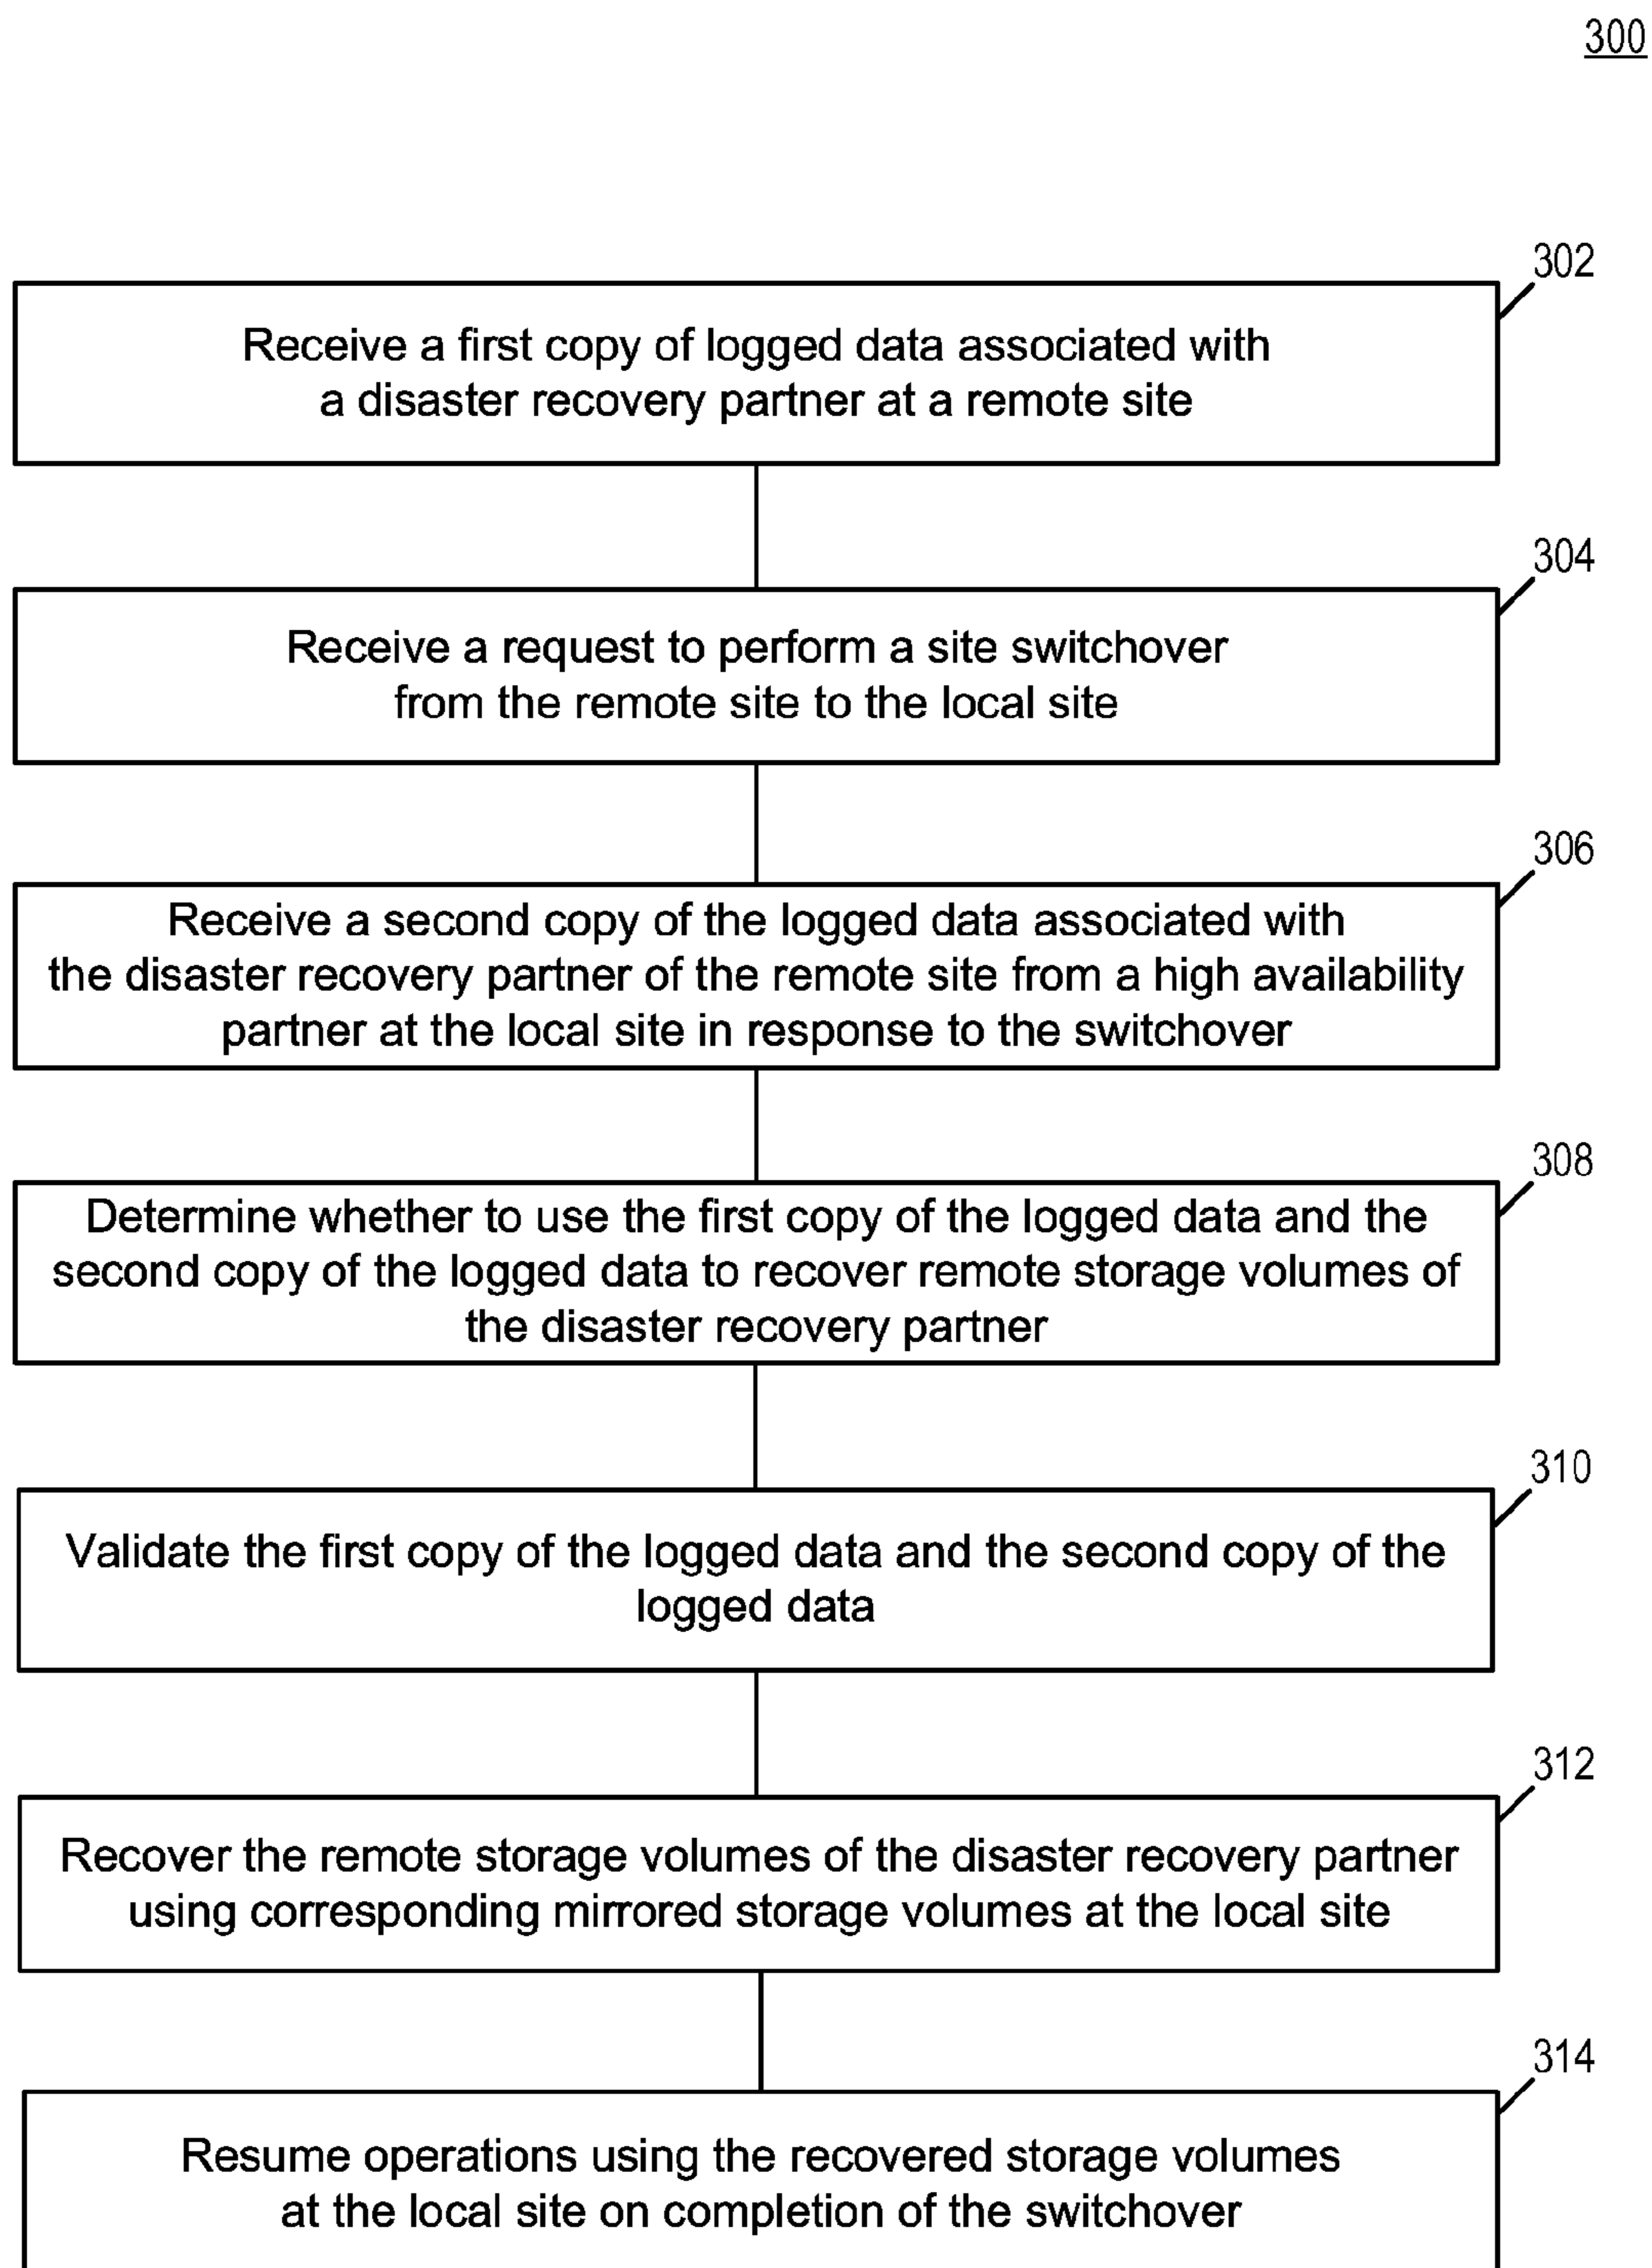 300
302
Receive a first copy of logged data associated with
a disaster recovery partner at a remote site
304
Receive a request to perform a site switchover
from the remote site to the local site
306
Receive a second copy of the logged data associated with
the disaster recovery partner of the remote site from a high availability
partner at the local site in response to the switchover
308
Determine whether to use the first copy of the logged data and the
second copy of the logged data to recover remote storage volumes of
the disaster recovery partner
310
Validate the first copy of the logged data and the second copy of the
logged data
312
Recover the remote storage volumes of the disaster recovery partner
using corresponding mirrored storage volumes at the local site
314
Resume operations using the recovered storage volumes
at the local site on completion of the switchover